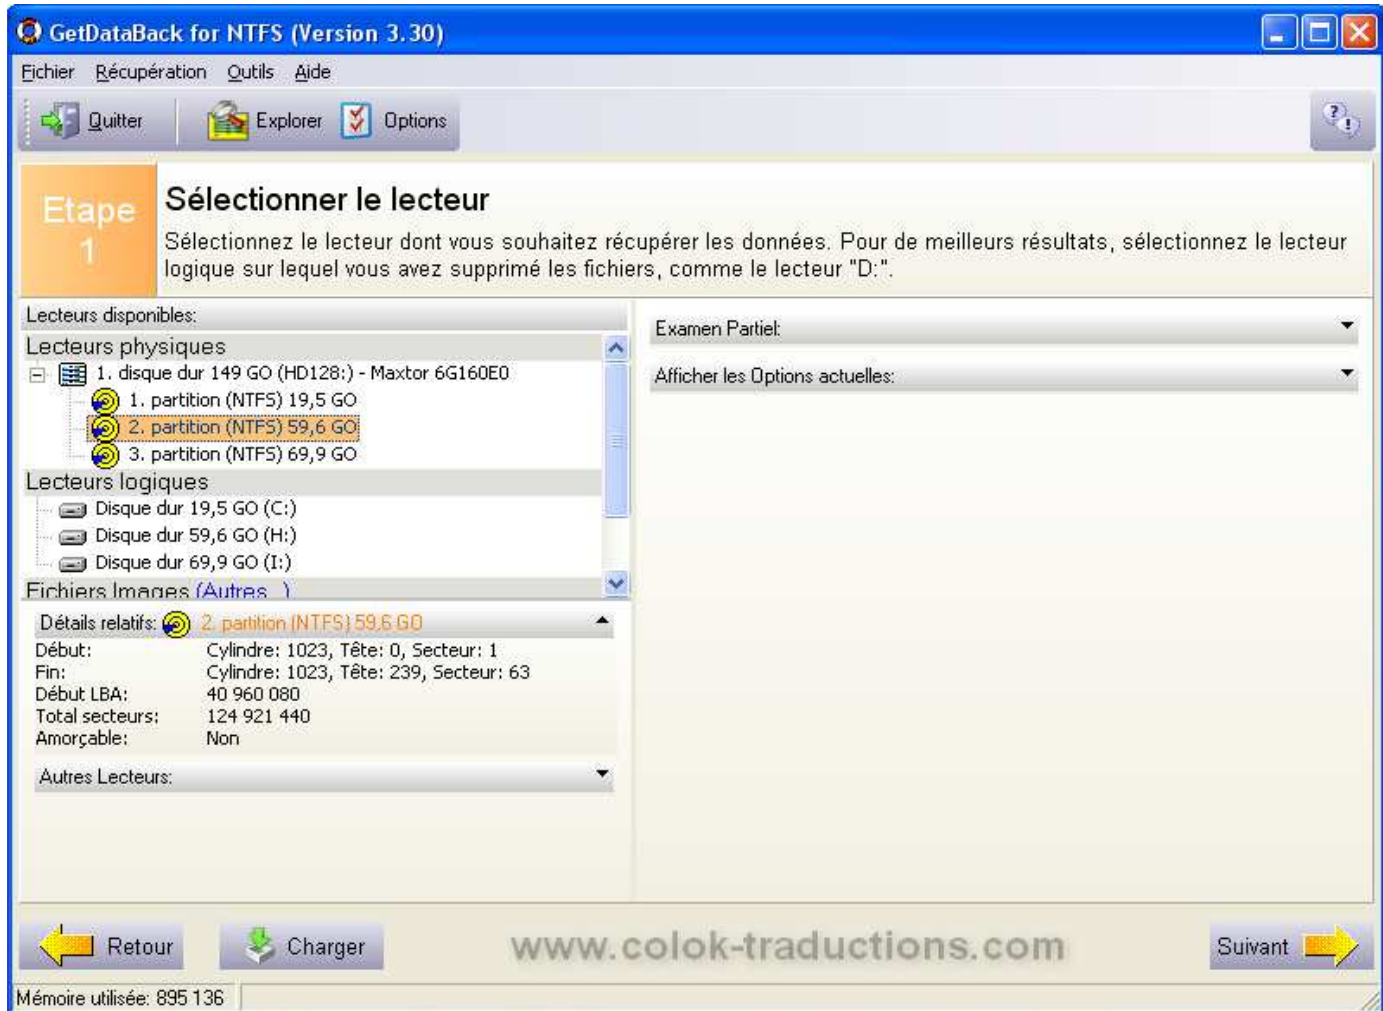 GetDataBack for NTFS (Version 3.30)
Fichier Récupération Outils Aide
Quitter Explorer Options
Etape
1
Sélectionner le lecteur
Sélectionnez le lecteur dont vous souhaitez récupérer les données. Pour de meilleurs résultats, sélectionnez le lecteur
logique sur lequel vous avez supprimé les fichiers, comme le lecteur "D:".
Lecteurs disponibles:
Lecteurs physiques
1. disque dur 149 GO (HD128:) - Maxtor 6G160E0
1. partition (NTFS) 19,5 GO
2. partition (NTFS) 59,6 GO
3. partition (NTFS) 69,9 GO
Lecteurs logiques
Disque dur 19,5 GO (C:)
Disque dur 59,6 GO (H:)
Disque dur 69,9 GO (I:)
Fichiers Images (Autres...)
Détails relatifs: 2. partition (NTFS) 59,6 GO
Début: Cylindre: 1023, Tête: 0, Secteur: 1
Fin: Cylindre: 1023, Tête: 239, Secteur: 63
Début LBA: 40 960 080
Total secteurs: 124 921 440
Amorçable: Non
Autres Lecteurs:
Examen Partiel:
Afficher les Options actuelles:
Retour Charger www.colok-traductions.com Suivant
Mémoire utilisée: 895 136